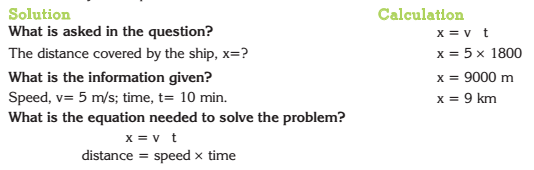 Solution
What is asked in the question?
The distance covered by the ship, x=?
What is the information given?
Speed, v= 5 m/s; time, t= 10 min.
What is the equation needed to solve the problem?
x = v t
distance = speed × time
Calculation
x = v t
x = 5 × 1800
x = 9000 m
x = 9 km